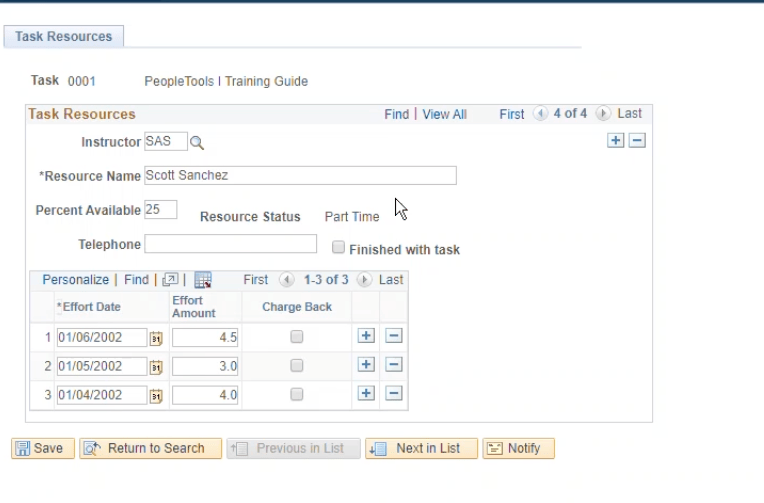 Task Resources
Task 0001 PeopleTools I Training Guide
Task Resources Find | View All First 4 of 4 Last
Instructor SAS
*Resource Name Scott Sanchez
Percent Available 25 Resource Status Part Time
Telephone Finished with task
Personalize | Find | First 1-3 of 3 Last
*Effort Date Effort Amount Charge Back
1 01/06/2002 4.5
2 01/05/2002 3.0
3 01/04/2002 4.0
Save Return to Search Previous in List Next in List Notify